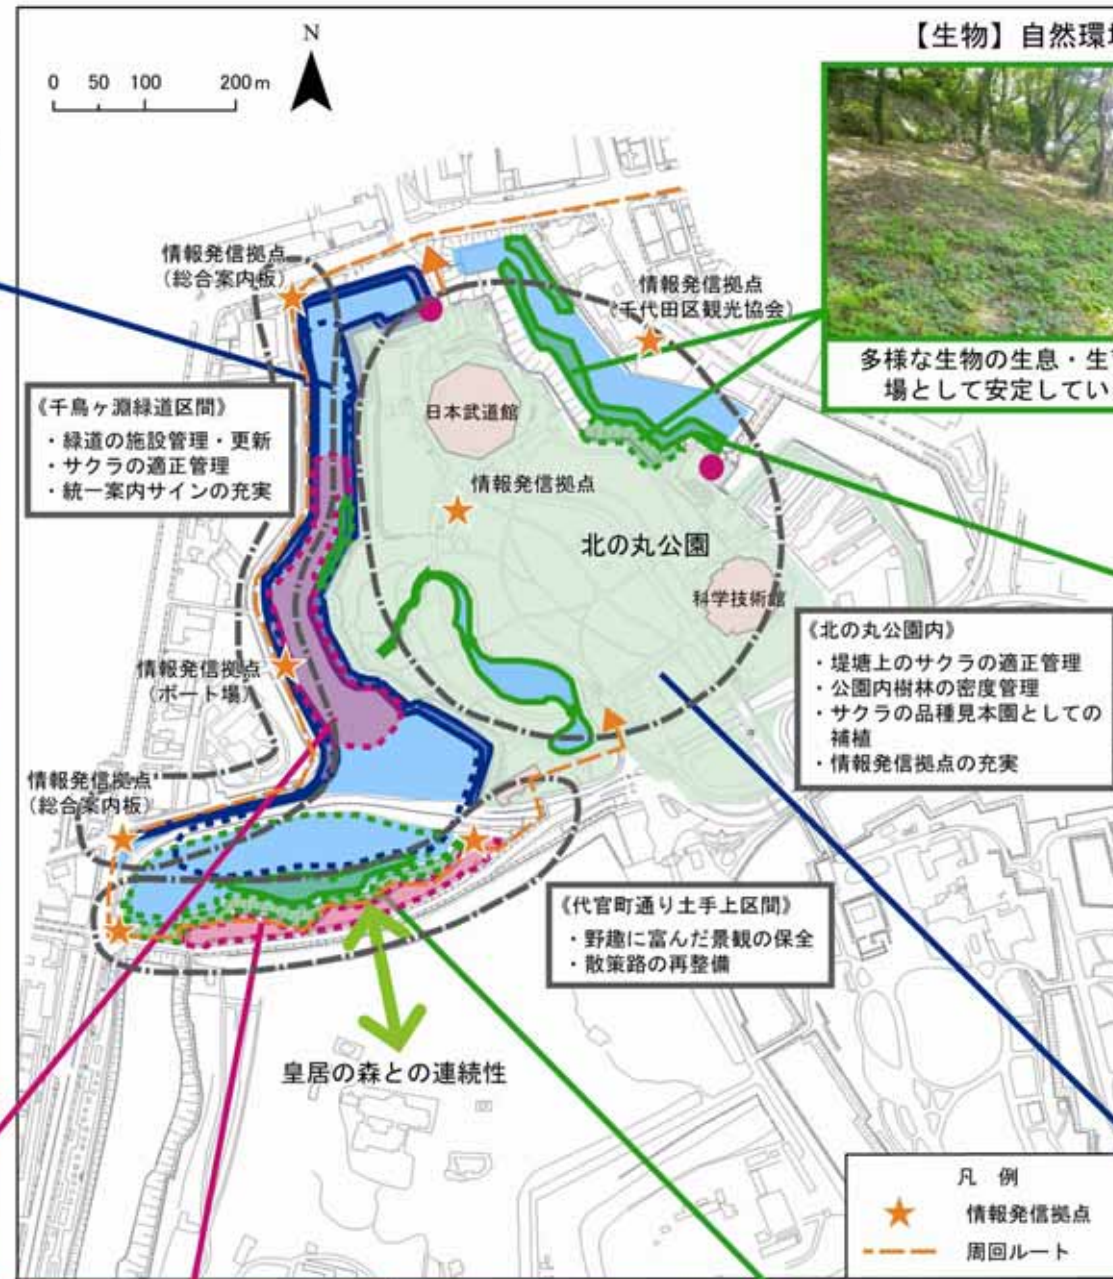 N
0 50 100 200m
【生物】自然環境
多様な生物の生息・生
場として安定してい
情報発信拠点
（総合案内板）
情報発信拠点
（千代田区観光協会）
《千鳥ヶ淵緑道区間》
・緑道の施設管理・更新
・サクラの適正管理
・統一案内サインの充実
日本武道館
情報発信拠点
北の丸公園
科学技術館
情報発信拠点
（ボート場）
《北の丸公園内》
・堤塘上のサクラの適正管理
・公園内樹林の密度管理
・サクラの品種見本園としての
補植
・情報発信拠点の充実
情報発信拠点
（総合案内板）
《代官町通り土手上区間》
・野趣に富んだ景観の保全
・散策路の再整備
皇居の森との連続性
凡 例
情報発信拠点
周回ルート